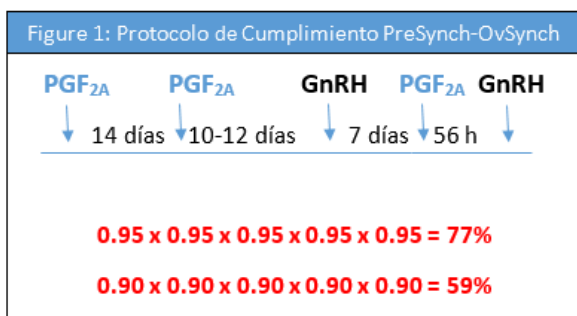 Figure 1: Protocolo de Cumplimiento PreSynch-OvSynch
PGF2A PGF2A GnRH PGF2A GnRH
14 días 10-12 días 7 días 56 h
0.95 x 0.95 x 0.95 x 0.95 x 0.95 = 77%
0.90 x 0.90 x 0.90 x 0.90 x 0.90 = 59%